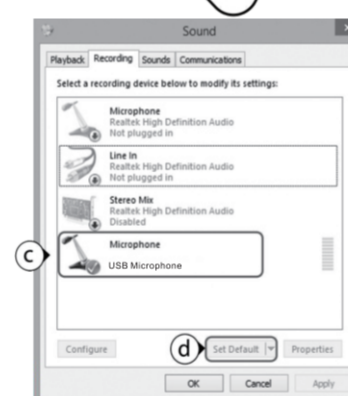 Sound
Playback Recording Sounds Communications
Select a recording device below to modify its settings:
Microphone
Realtek High Definition Audio
Not plugged in
Line In
Realtek High Definition Audio
Not plugged in
Stereo Mix
Realtek High Definition Audio
Disabled
c
Microphone
USB Microphone
Configure d Set Default Properties
OK Cancel Apply